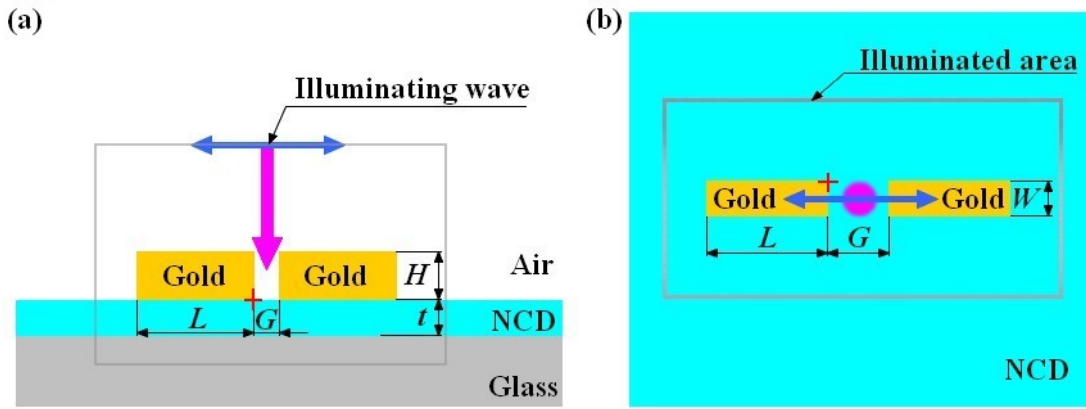 (a)
Illuminating wave
Gold
Gold
H
Air
L
G
t
NCD
Glass
(b)
Illuminated area
Gold
Gold
W
L
G
NCD